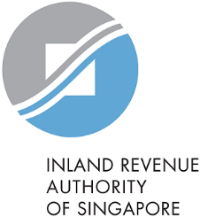 INLAND REVENUE
AUTHORITY
OF SINGAPORE